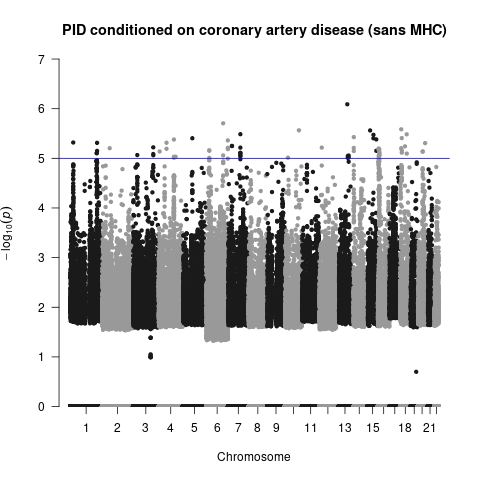 PID conditioned on coronary artery disease (sans MHC)
7
6
5
4
3
2
1
0
−log10(p)
1 2 3 4 5 6 7 8 9 11 13 15 18 21
Chromosome